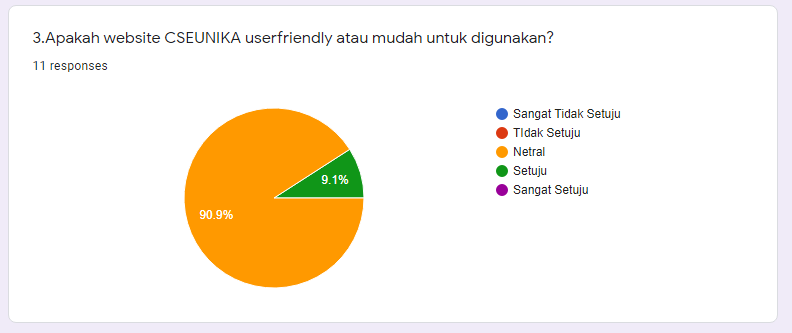 3.Apakah website CSEUNIKA userfriendly atau mudah untuk digunakan?
11 responses
Sangat Tidak Setuju
TIdak Setuju
Netral
Setuju
Sangat Setuju
9.1%
90.9%